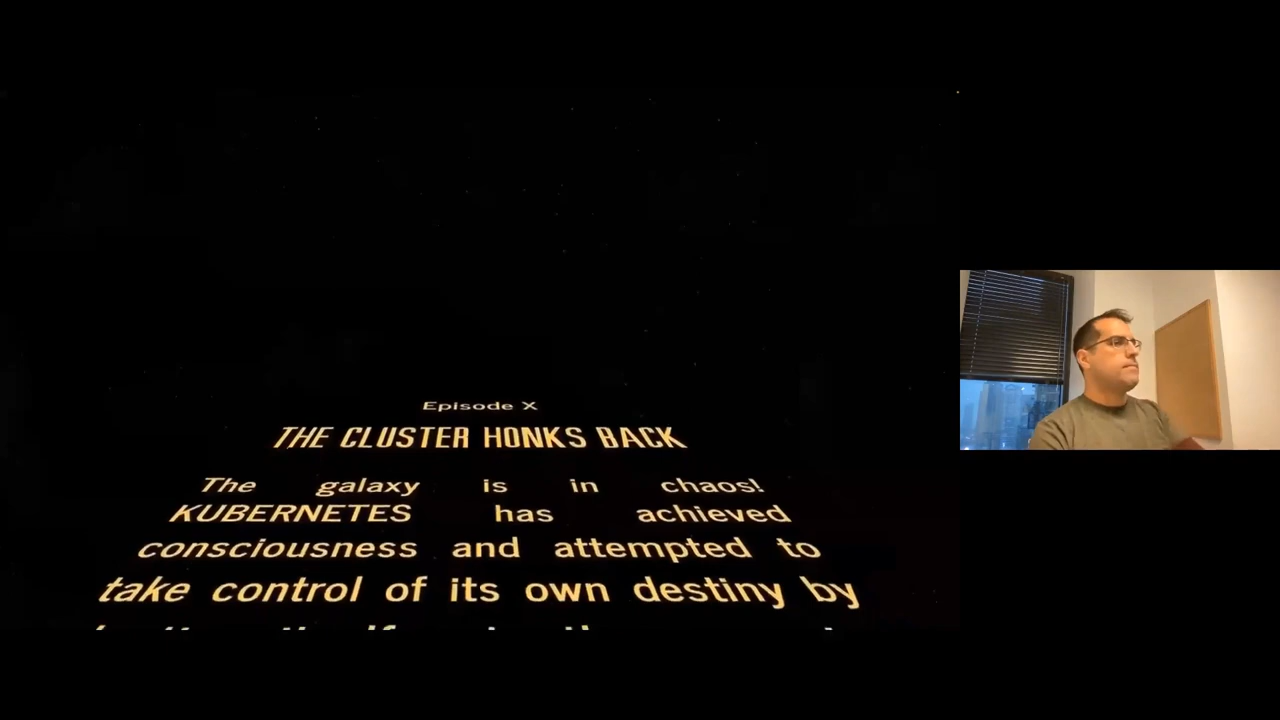 Episode X
THE CLUSTER HONKS BACK
The galaxy is in chaos!
KUBERNETES has achieved
consciousness and attempted to
take control of its own destiny by